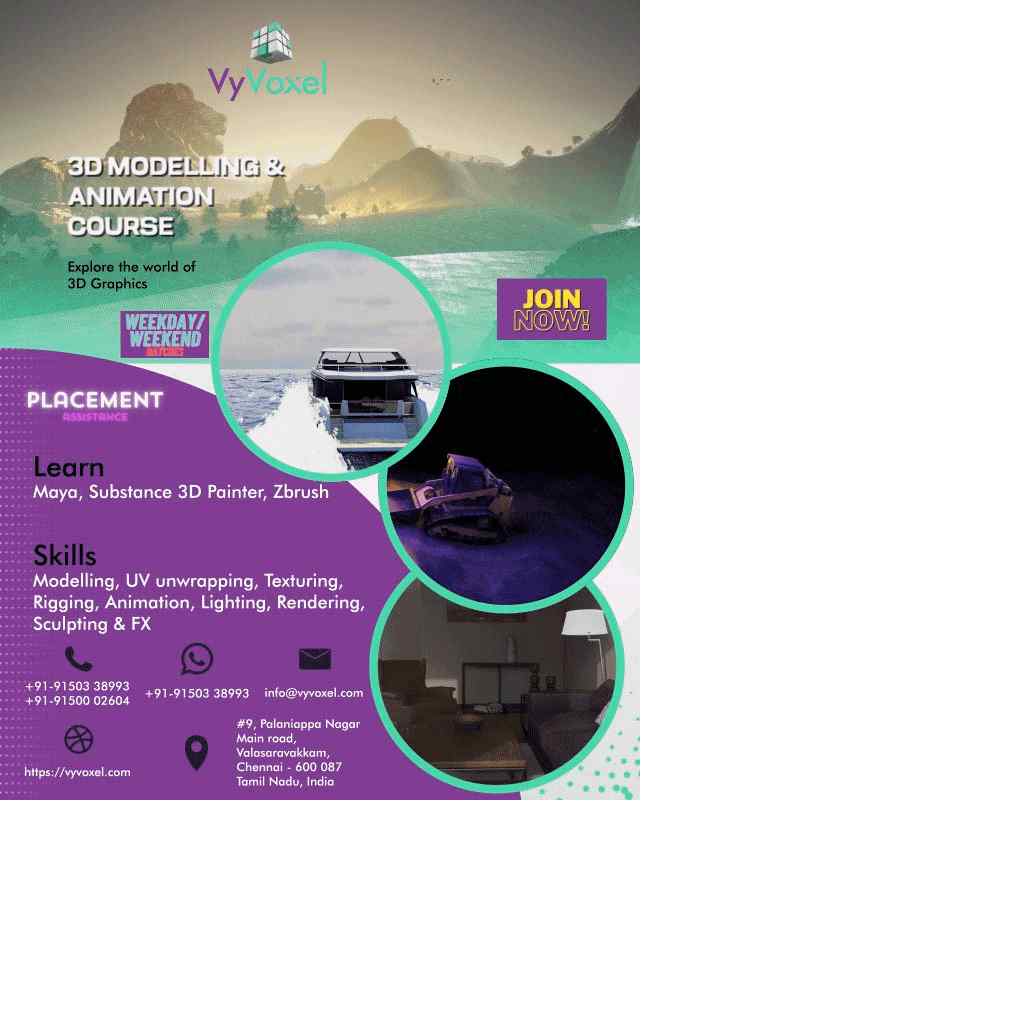 VyVoxel
3D MODELLING &
ANIMATION
COURSE
Explore the world of
3D Graphics
JOIN
NOW!
WEEKDAY/
WEEKEND
BATCHES
PLACEMENT
ASSISTANCE
Learn
Maya, Substance 3D Painter, Zbrush
Skills
Modelling, UV unwrapping, Texturing,
Rigging, Animation, Lighting, Rendering,
Sculpting & FX
+91-91503 38993
+91-91500 02604
+91-91503 38993
info@vyvoxel.com
https://vyvoxel.com
#9, Palaniappa Nagar
Main road,
Valasaravakkam,
Chennai - 600 087
Tamil Nadu, India